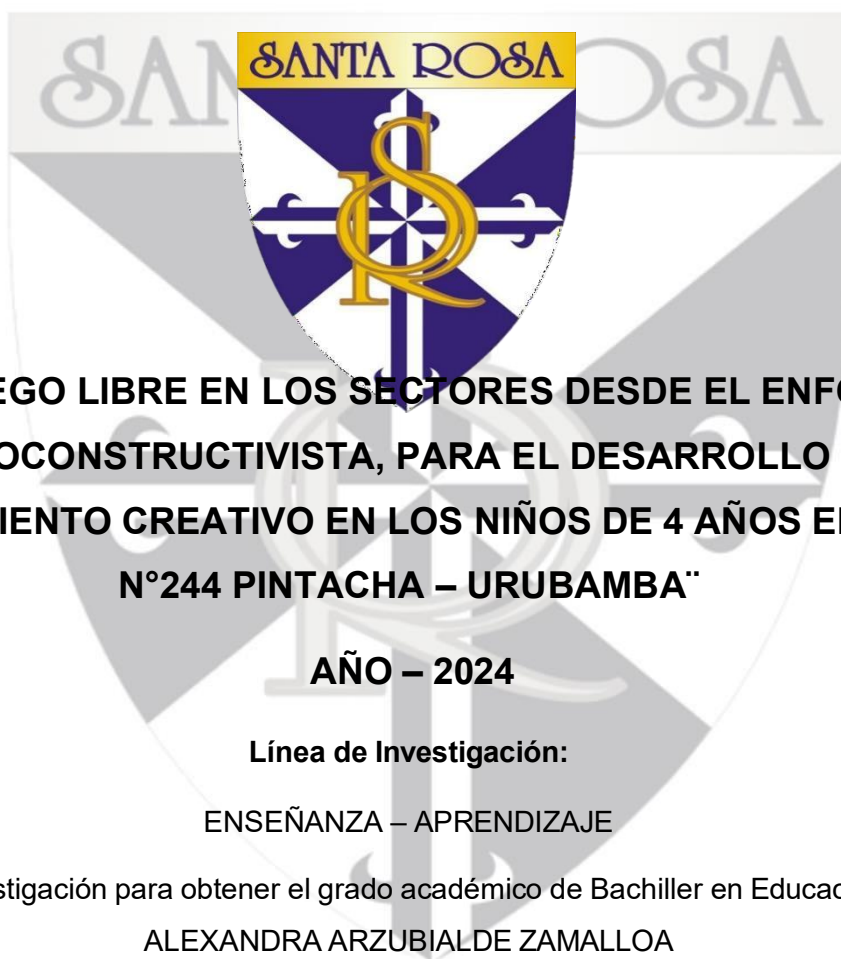 SANTA ROSA
EGO LIBRE EN LOS SECTORES DESDE EL ENFO
OCONSTRUCTIVISTA, PARA EL DESARROLLO
IENTO CREATIVO EN LOS NIÑOS DE 4 AÑOS E
N°244 PINTACHA – URUBAMBA¨
AÑO – 2024
Línea de Investigación:
ENSEÑANZA – APRENDIZAJE
stigación para obtener el grado académico de Bachiller en Educac
ALEXANDRA ARZUBIALDE ZAMALLOA